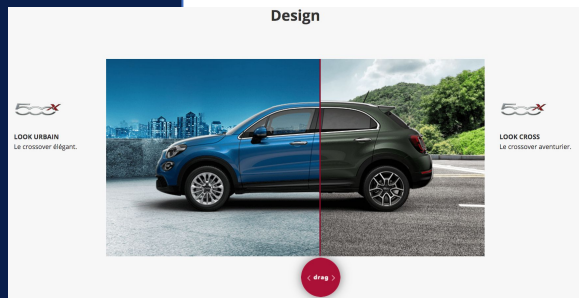 Design
500X
LOOK URBAIN
Le crossover élégant.
500X
LOOK CROSS
Le crossover aventurier.
< drag >